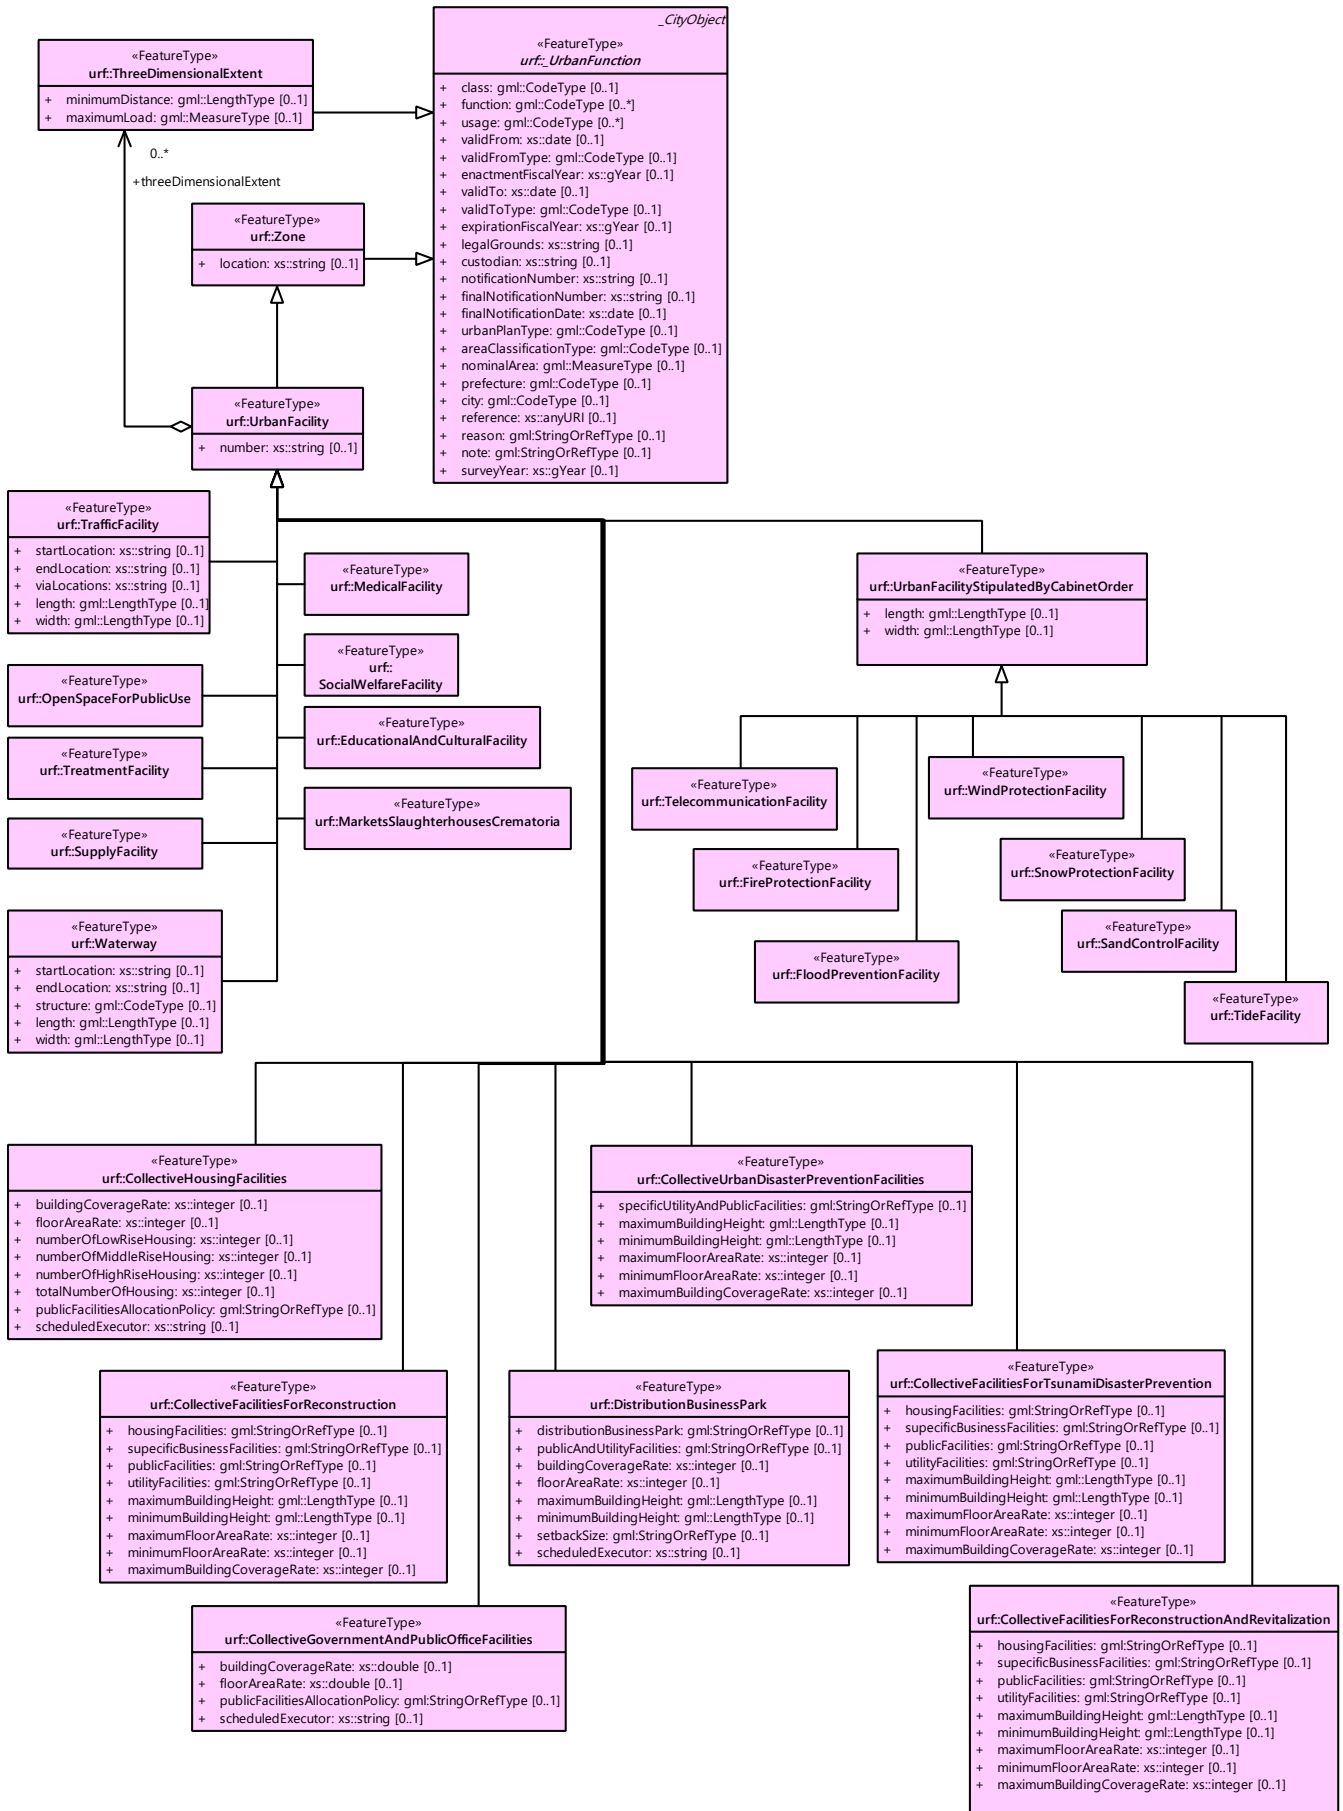 _CityObject
«FeatureType»
urf::_UrbanFunction
+ class: gml::CodeType [0..1]
+ function: gml::CodeType [0..*]
+ usage: gml::CodeType [0..*]
+ validFrom: xs::date [0..1]
+ validFromType: gml::CodeType [0..1]
+ enactmentFiscalYear: xs::gYear [0..1]
+ validTo: xs::date [0..1]
+ validToType: gml::CodeType [0..1]
+ expirationFiscalYear: xs::gYear [0..1]
+ legalGrounds: xs::string [0..1]
+ custodian: xs::string [0..1]
+ notificationNumber: xs::string [0..1]
+ finalNotificationNumber: xs::string [0..1]
+ finalNotificationDate: xs::date [0..1]
+ urbanPlanType: gml::CodeType [0..1]
+ areaClassificationType: gml::CodeType [0..1]
+ nominalArea: gml::MeasureType [0..1]
+ prefecture: gml::CodeType [0..1]
+ city: gml::CodeType [0..1]
+ reference: xs::anyURI [0..1]
+ reason: gml:StringOrRefType [0..1]
+ note: gml:StringOrRefType [0..1]
+ surveyYear: xs::gYear [0..1]
«FeatureType»
urf::ThreeDimensionalExtent
+ minimumDistance: gml::LengthType [0..1]
+ maximumLoad: gml::MeasureType [0..1]
0..*
+threeDimensionalExtent
«FeatureType»
urf::Zone
+ location: xs::string [0..1]
«FeatureType»
urf::UrbanFacility
+ number: xs::string [0..1]
«FeatureType»
urf::TrafficFacility
+ startLocation: xs::string [0..1]
+ endLocation: xs::string [0..1]
+ viaLocations: xs::string [0..1]
+ length: gml::LengthType [0..1]
+ width: gml::LengthType [0..1]
«FeatureType»
urf::MedicalFacility
«FeatureType»
urf::
SocialWelfareFacility
«FeatureType»
urf::OpenSpaceForPublicUse
«FeatureType»
urf::EducationalAndCulturalFacility
«FeatureType»
urf::TreatmentFacility
«FeatureType»
urf::MarketsSlaughterhousesCrematoria
«FeatureType»
urf::SupplyFacility
«FeatureType»
urf::Waterway
+ startLocation: xs::string [0..1]
+ endLocation: xs::string [0..1]
+ structure: gml::CodeType [0..1]
+ length: gml::LengthType [0..1]
+ width: gml::LengthType [0..1]
«FeatureType»
urf::UrbanFacilityStipulatedByCabinetOrder
+ length: gml::LengthType [0..1]
+ width: gml::LengthType [0..1]
«FeatureType»
urf::TelecommunicationFacility
«FeatureType»
urf::WindProtectionFacility
«FeatureType»
urf::FireProtectionFacility
«FeatureType»
urf::SnowProtectionFacility
«FeatureType»
urf::SandControlFacility
«FeatureType»
urf::FloodPreventionFacility
«FeatureType»
urf::TideFacility
«FeatureType»
urf::CollectiveHousingFacilities
+ buildingCoverageRate: xs::integer [0..1]
+ floorAreaRate: xs::integer [0..1]
+ numberOfLowRiseHousing: xs::integer [0..1]
+ numberOfMiddleRiseHousing: xs::integer [0..1]
+ numberOfHighRiseHousing: xs::integer [0..1]
+ totalNumberOfHousing: xs::integer [0..1]
+ publicFacilitiesAllocationPolicy: gml:StringOrRefType [0..1]
+ scheduledExecutor: xs::string [0..1]
«FeatureType»
urf::CollectiveUrbanDisasterPreventionFacilities
+ specificUtilityAndPublicFacilities: gml:StringOrRefType [0..1]
+ maximumBuildingHeight: gml::LengthType [0..1]
+ minimumBuildingHeight: gml::LengthType [0..1]
+ maximumFloorAreaRate: xs::integer [0..1]
+ minimumFloorAreaRate: xs::integer [0..1]
+ maximumBuildingCoverageRate: xs::integer [0..1]
«FeatureType»
urf::CollectiveFacilitiesForReconstruction
+ housingFacilities: gml:StringOrRefType [0..1]
+ supecificBusinessFacilities: gml:StringOrRefType [0..1]
+ publicFacilities: gml:StringOrRefType [0..1]
+ utilityFacilities: gml:StringOrRefType [0..1]
+ maximumBuildingHeight: gml::LengthType [0..1]
+ minimumBuildingHeight: gml::LengthType [0..1]
+ maximumFloorAreaRate: xs::integer [0..1]
+ minimumFloorAreaRate: xs::integer [0..1]
+ maximumBuildingCoverageRate: xs::integer [0..1]
«FeatureType»
urf::DistributionBusinessPark
+ distributionBusinessPark: gml:StringOrRefType [0..1]
+ publicAndUtilityFacilities: gml:StringOrRefType [0..1]
+ buildingCoverageRate: xs::integer [0..1]
+ floorAreaRate: xs::integer [0..1]
+ maximumBuildingHeight: gml::LengthType [0..1]
+ minimumBuildingHeight: gml::LengthType [0..1]
+ setbackSize: gml:StringOrRefType [0..1]
+ scheduledExecutor: xs::string [0..1]
«FeatureType»
urf::CollectiveFacilitiesForTsunamiDisasterPrevention
+ housingFacilities: gml:StringOrRefType [0..1]
+ supecificBusinessFacilities: gml:StringOrRefType [0..1]
+ publicFacilities: gml:StringOrRefType [0..1]
+ utilityFacilities: gml:StringOrRefType [0..1]
+ maximumBuildingHeight: gml::LengthType [0..1]
+ minimumBuildingHeight: gml::LengthType [0..1]
+ maximumFloorAreaRate: xs::integer [0..1]
+ minimumFloorAreaRate: xs::integer [0..1]
+ maximumBuildingCoverageRate: xs::integer [0..1]
«FeatureType»
urf::CollectiveGovernmentAndPublicOfficeFacilities
+ buildingCoverageRate: xs::double [0..1]
+ floorAreaRate: xs::double [0..1]
+ publicFacilitiesAllocationPolicy: gml:StringOrRefType [0..1]
+ scheduledExecutor: xs::string [0..1]
«FeatureType»
urf::CollectiveFacilitiesForReconstructionAndRevitalization
+ housingFacilities: gml:StringOrRefType [0..1]
+ supecificBusinessFacilities: gml:StringOrRefType [0..1]
+ publicFacilities: gml:StringOrRefType [0..1]
+ utilityFacilities: gml:StringOrRefType [0..1]
+ maximumBuildingHeight: gml::LengthType [0..1]
+ minimumBuildingHeight: gml::LengthType [0..1]
+ maximumFloorAreaRate: xs::integer [0..1]
+ minimumFloorAreaRate: xs::integer [0..1]
+ maximumBuildingCoverageRate: xs::integer [0..1]